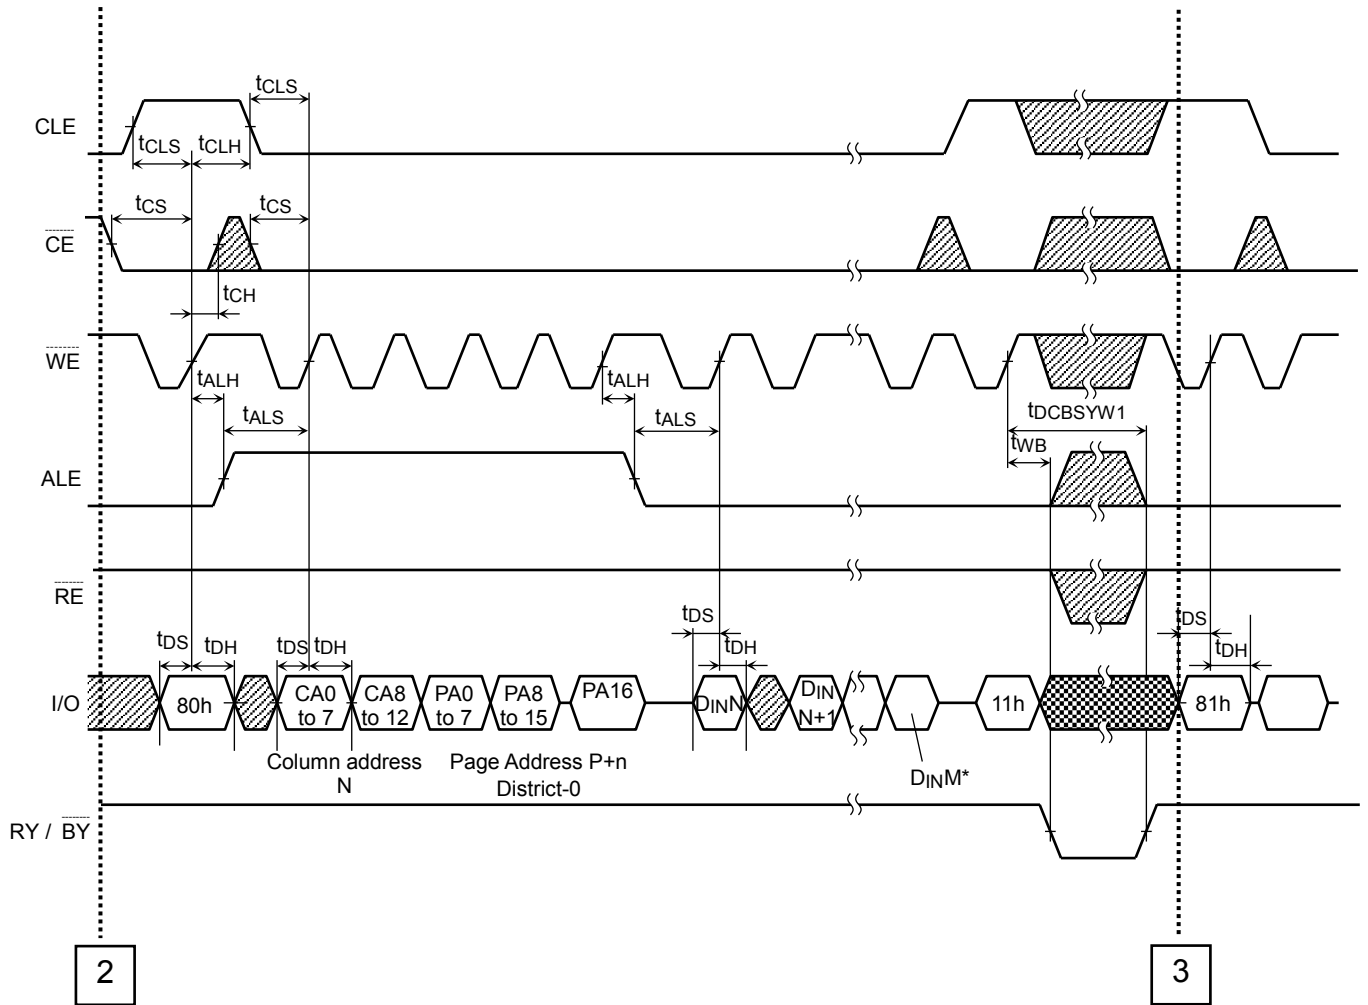 tCLS
CLE
tCLS tCLH
tCS tCS
CE
tCH
WE
tALH tALH
tALS tALS
tDCBSYW1
tWB
ALE
RE
tDS tDH tDS tDH tDS tDH tDS tDH
I/O
80h
CA0 to 7
CA8 to 12
PA0 to 7
PA8 to 15
PA16
DINN
DIN N+1
11h
81h
Column address
N
Page Address P+n
District-0
DINM*
RY / BY
2
3